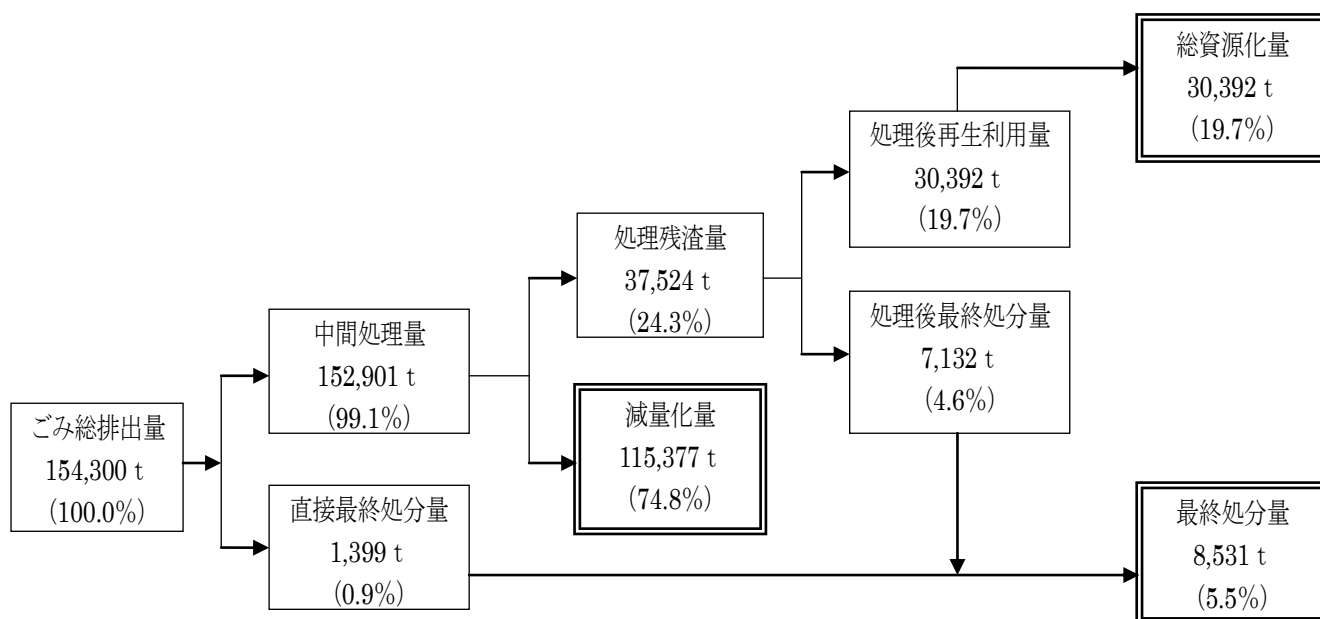 ごみ総排出量
154,300 t
(100.0%)
中間処理量
152,901 t
(99.1%)
直接最終処分量
1,399 t
(0.9%)
処理残渣量
37,524 t
(24.3%)
減量化量
115,377 t
(74.8%)
処理後再生利用量
30,392 t
(19.7%)
処理後最終処分量
7,132 t
(4.6%)
総資源化量
30,392 t
(19.7%)
最終処分量
8,531 t
(5.5%)